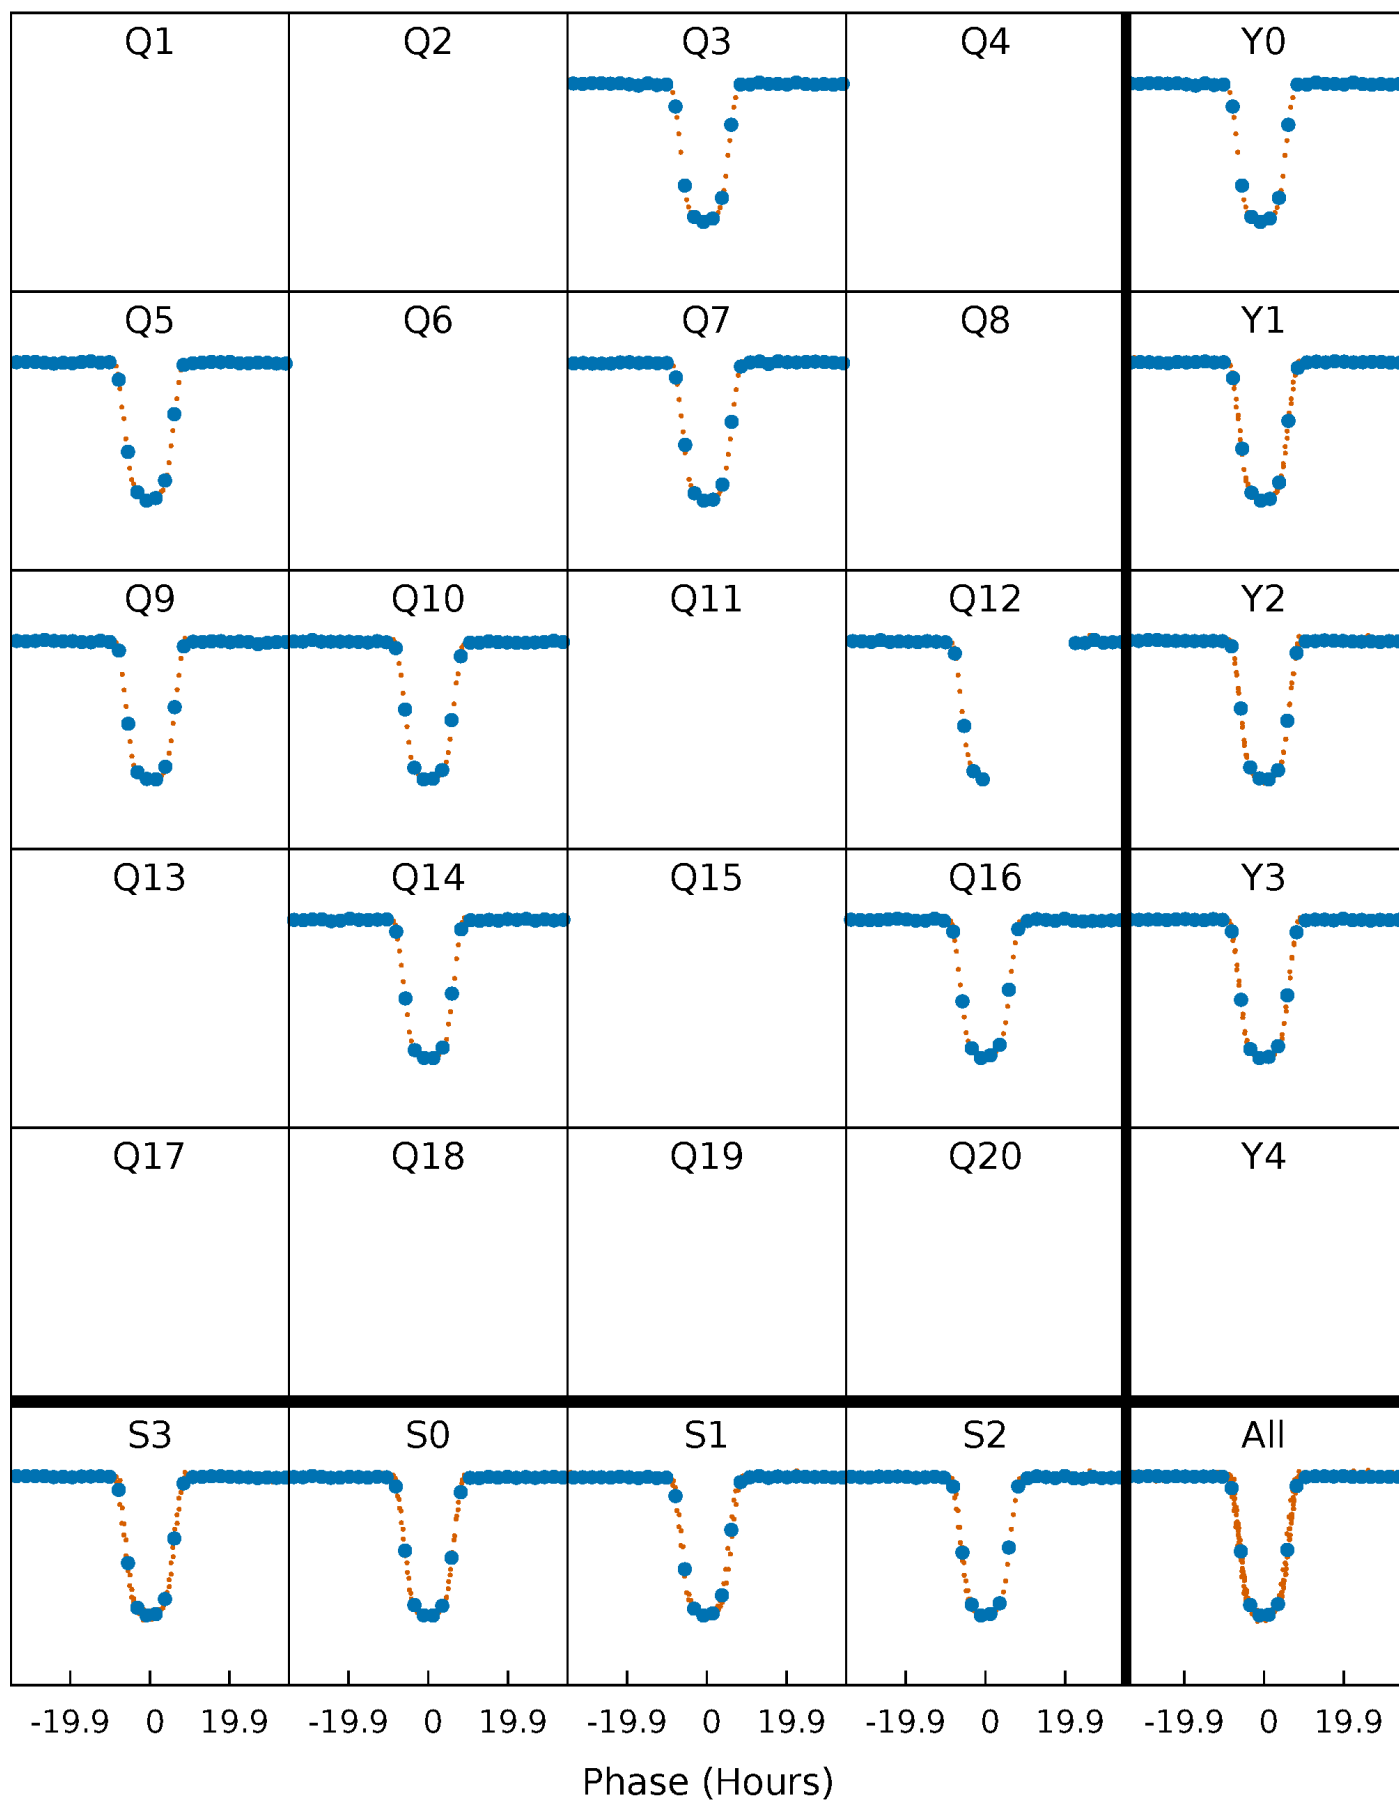 Q1 Q2 Q3 Q4 Y0
Q5 Q6 Q7 Q8 Y1
Q9 Q10 Q11 Q12 Y2
Q13 Q14 Q15 Q16 Y3
Q17 Q18 Q19 Q20 Y4
S3 S0 S1 S2 All
-19.9 0 19.9 -19.9 0 19.9 -19.9 0 19.9 -19.9 0 19.9 -19.9 0 19.9
Phase (Hours)